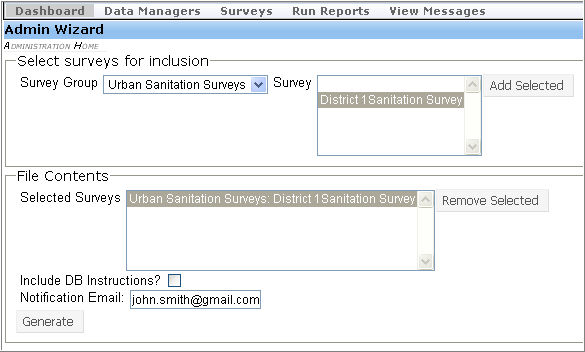 Dashboard Data Managers Surveys Run Reports View Messages
Admin Wizard
Administration Home
Select surveys for inclusion
Survey Group Urban Sanitation Surveys Survey Add Selected
District 1Sanitation Survey
File Contents
Selected Surveys Urban Sanitation Surveys: District 1Sanitation Survey Remove Selected
Include DB Instructions?
Notification Email: john.smith@gmail.com
Generate